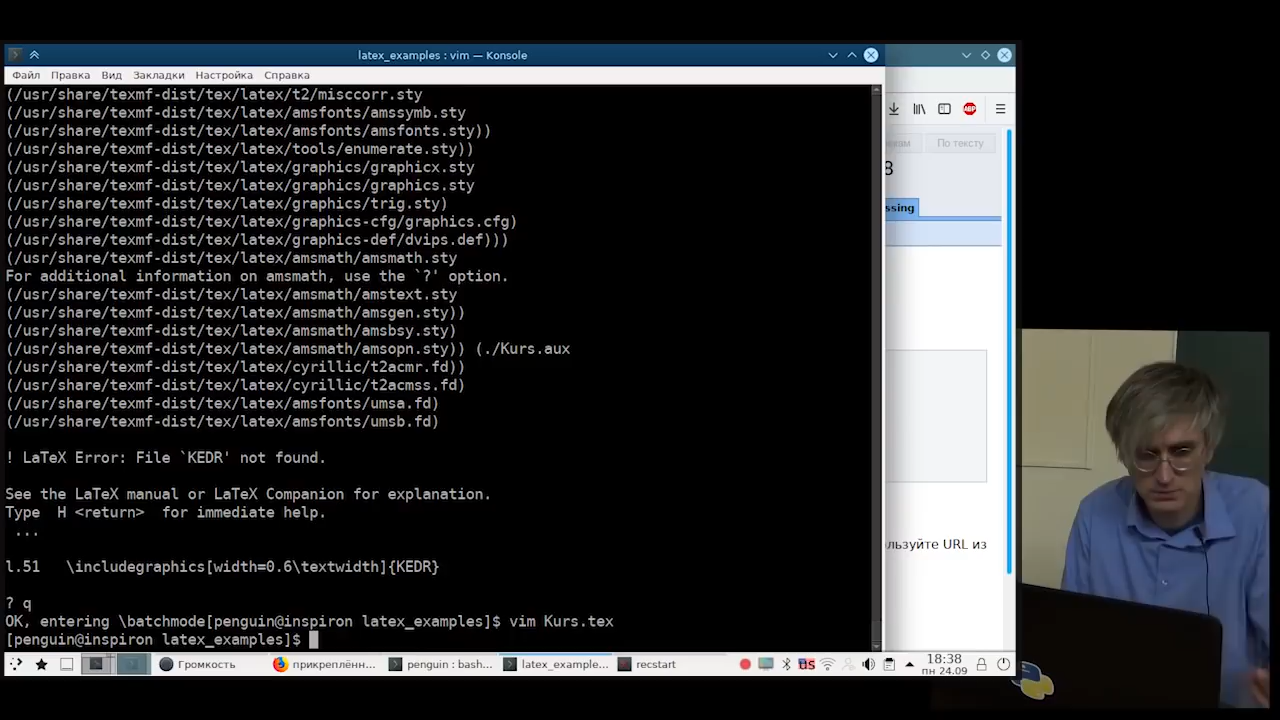 latex_examples : vim — Konsole
Файл Правка Вид Закладки Настройка Справка
(/usr/share/texmf-dist/tex/latex/t2/misccorr.sty
(/usr/share/texmf-dist/tex/latex/amsfonts/amssymb.sty
(/usr/share/texmf-dist/tex/latex/amsfonts/amsfonts.sty))
(/usr/share/texmf-dist/tex/latex/tools/enumerate.sty))
(/usr/share/texmf-dist/tex/latex/graphics/graphicx.sty
(/usr/share/texmf-dist/tex/latex/graphics/graphics.sty
(/usr/share/texmf-dist/tex/latex/graphics/trig.sty)
(/usr/share/texmf-dist/tex/latex/graphics-cfg/graphics.cfg)
(/usr/share/texmf-dist/tex/latex/graphics-def/dvips.def)))
(/usr/share/texmf-dist/tex/latex/amsmath/amsmath.sty
For additional information on amsmath, use the `?' option.
(/usr/share/texmf-dist/tex/latex/amsmath/amstext.sty
(/usr/share/texmf-dist/tex/latex/amsmath/amsgen.sty))
(/usr/share/texmf-dist/tex/latex/amsmath/amsbsy.sty)
(/usr/share/texmf-dist/tex/latex/amsmath/amsopn.sty)) (./Kurs.aux
(/usr/share/texmf-dist/tex/latex/cyrillic/t2acmr.fd))
(/usr/share/texmf-dist/tex/latex/cyrillic/t2acmss.fd)
(/usr/share/texmf-dist/tex/latex/amsfonts/umsa.fd)
(/usr/share/texmf-dist/tex/latex/amsfonts/umsb.fd)
! LaTeX Error: File `KEDR' not found.
See the LaTeX manual or LaTeX Companion for explanation.
Type  H <return>  for immediate help.
...
l.51   \includegraphics[width=0.6\textwidth]{KEDR}
? q
OK, entering \batchmode[penguin@inspiron latex_examples]$ vim Kurs.tex
[penguin@inspiron latex_examples]$
ABP
По тексту
8
ssing
льзуйте URL из
Громкость
прикреплён...
penguin : bash...
latex_example...
recstart
US
18:38
пн 24.09